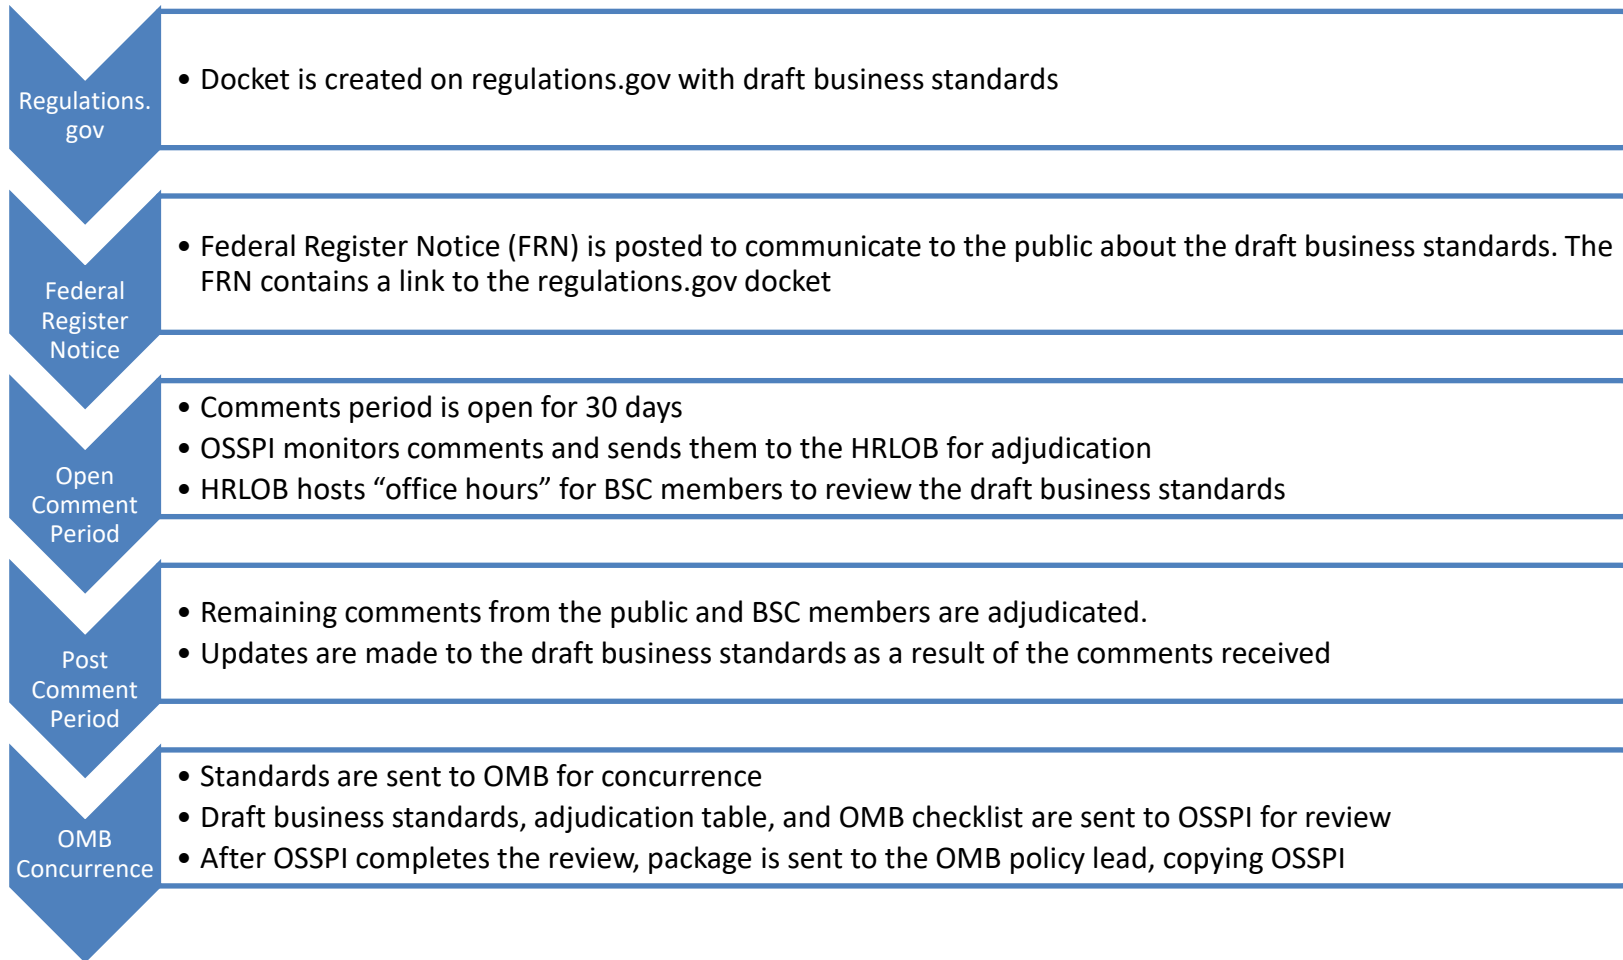 Regulations.
gov
• Docket is created on regulations.gov with draft business standards
Federal
Register
Notice
• Federal Register Notice (FRN) is posted to communicate to the public about the draft business standards. The
FRN contains a link to the regulations.gov docket
Open
Comment
Period
• Comments period is open for 30 days
• OSSPI monitors comments and sends them to the HRLOB for adjudication
• HRLOB hosts “office hours” for BSC members to review the draft business standards
Post
Comment
Period
• Remaining comments from the public and BSC members are adjudicated.
• Updates are made to the draft business standards as a result of the comments received
OMB
Concurrence
• Standards are sent to OMB for concurrence
• Draft business standards, adjudication table, and OMB checklist are sent to OSSPI for review
• After OSSPI completes the review, package is sent to the OMB policy lead, copying OSSPI